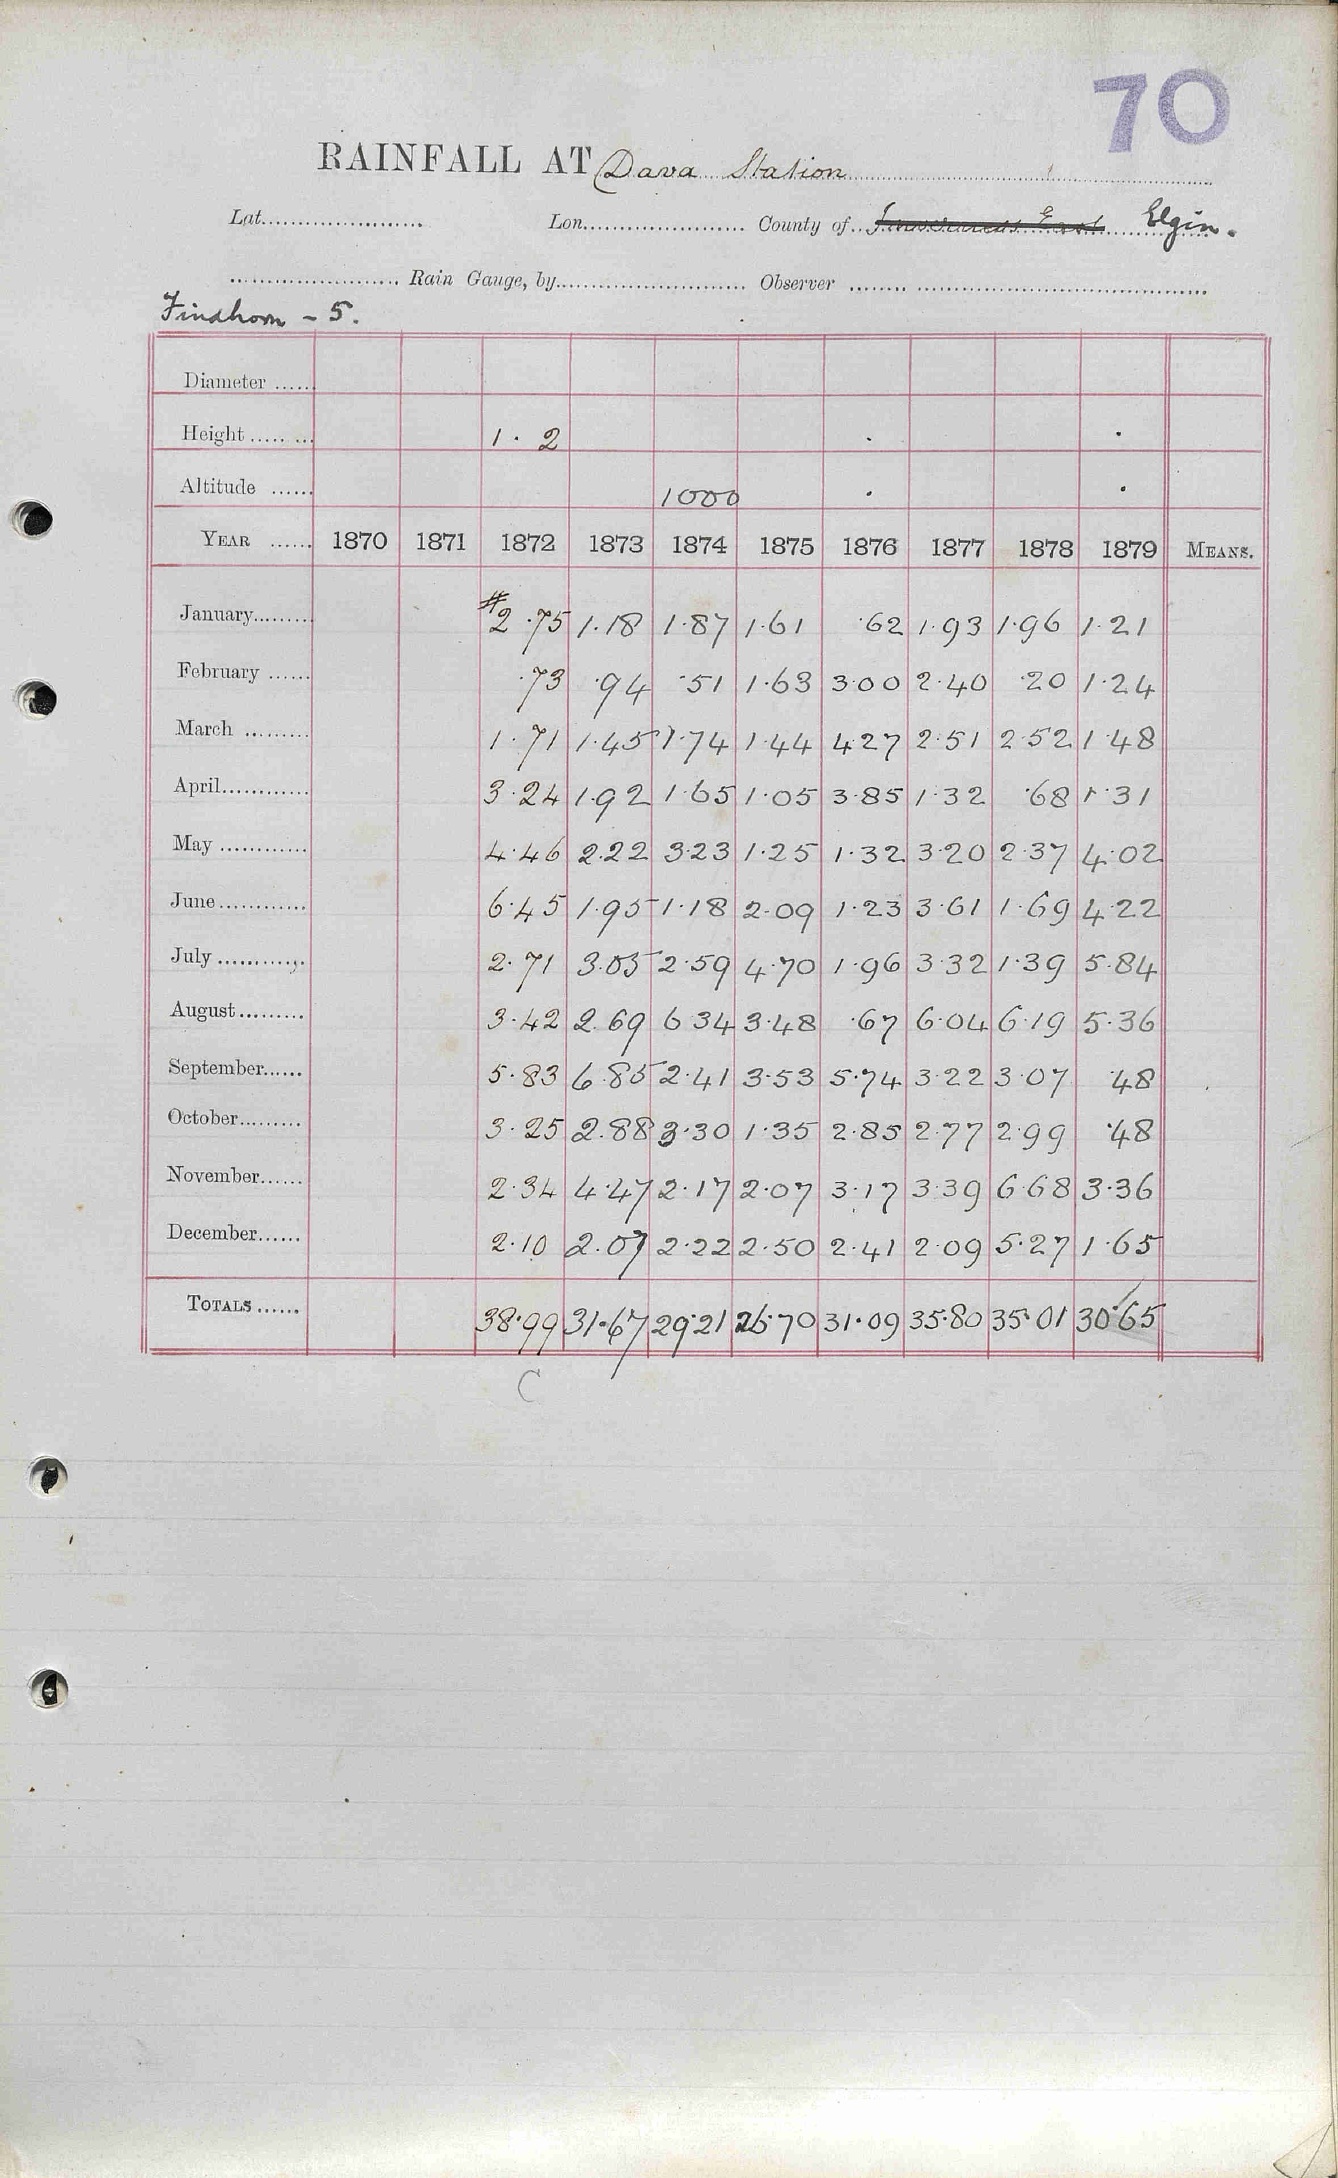 70
RAINFALL AT Dava Station
Lat. Lon. County of Elgin.
Rain Gauge, by Observer
Findhorn - 5.
Diameter
Height 1.2
Altitude 1000
YEAR 1870 1871 1872 1873 1874 1875 1876 1877 1878 1879 MEANS.
January #2.75 1.18 1.87 1.61 .62 1.93 1.96 1.21
February .73 .94 .51 1.63 3.00 2.40 .20 1.24
March 1.71 1.45 1.74 1.44 4.27 2.51 2.52 1.48
April 3.24 1.92 1.65 1.05 3.85 1.32 .68 1.31
May 4.46 2.22 3.23 1.25 1.32 3.20 2.37 4.02
June 6.45 1.95 1.18 2.09 1.23 3.61 1.69 4.22
July 2.71 3.05 2.59 4.70 1.96 3.32 1.39 5.84
August 3.42 2.69 6.34 3.48 .67 6.04 6.19 5.36
September 5.83 6.85 2.41 3.53 5.74 3.22 3.07 .48
October 3.25 2.88 3.30 1.35 2.85 2.77 2.99 .48
November 2.34 4.47 2.17 2.07 3.17 3.39 6.68 3.36
December 2.10 2.07 2.22 2.50 2.41 2.09 5.27 1.65
TOTALS 38.99 31.67 29.21 26.70 31.09 35.80 35.01 30.65
C